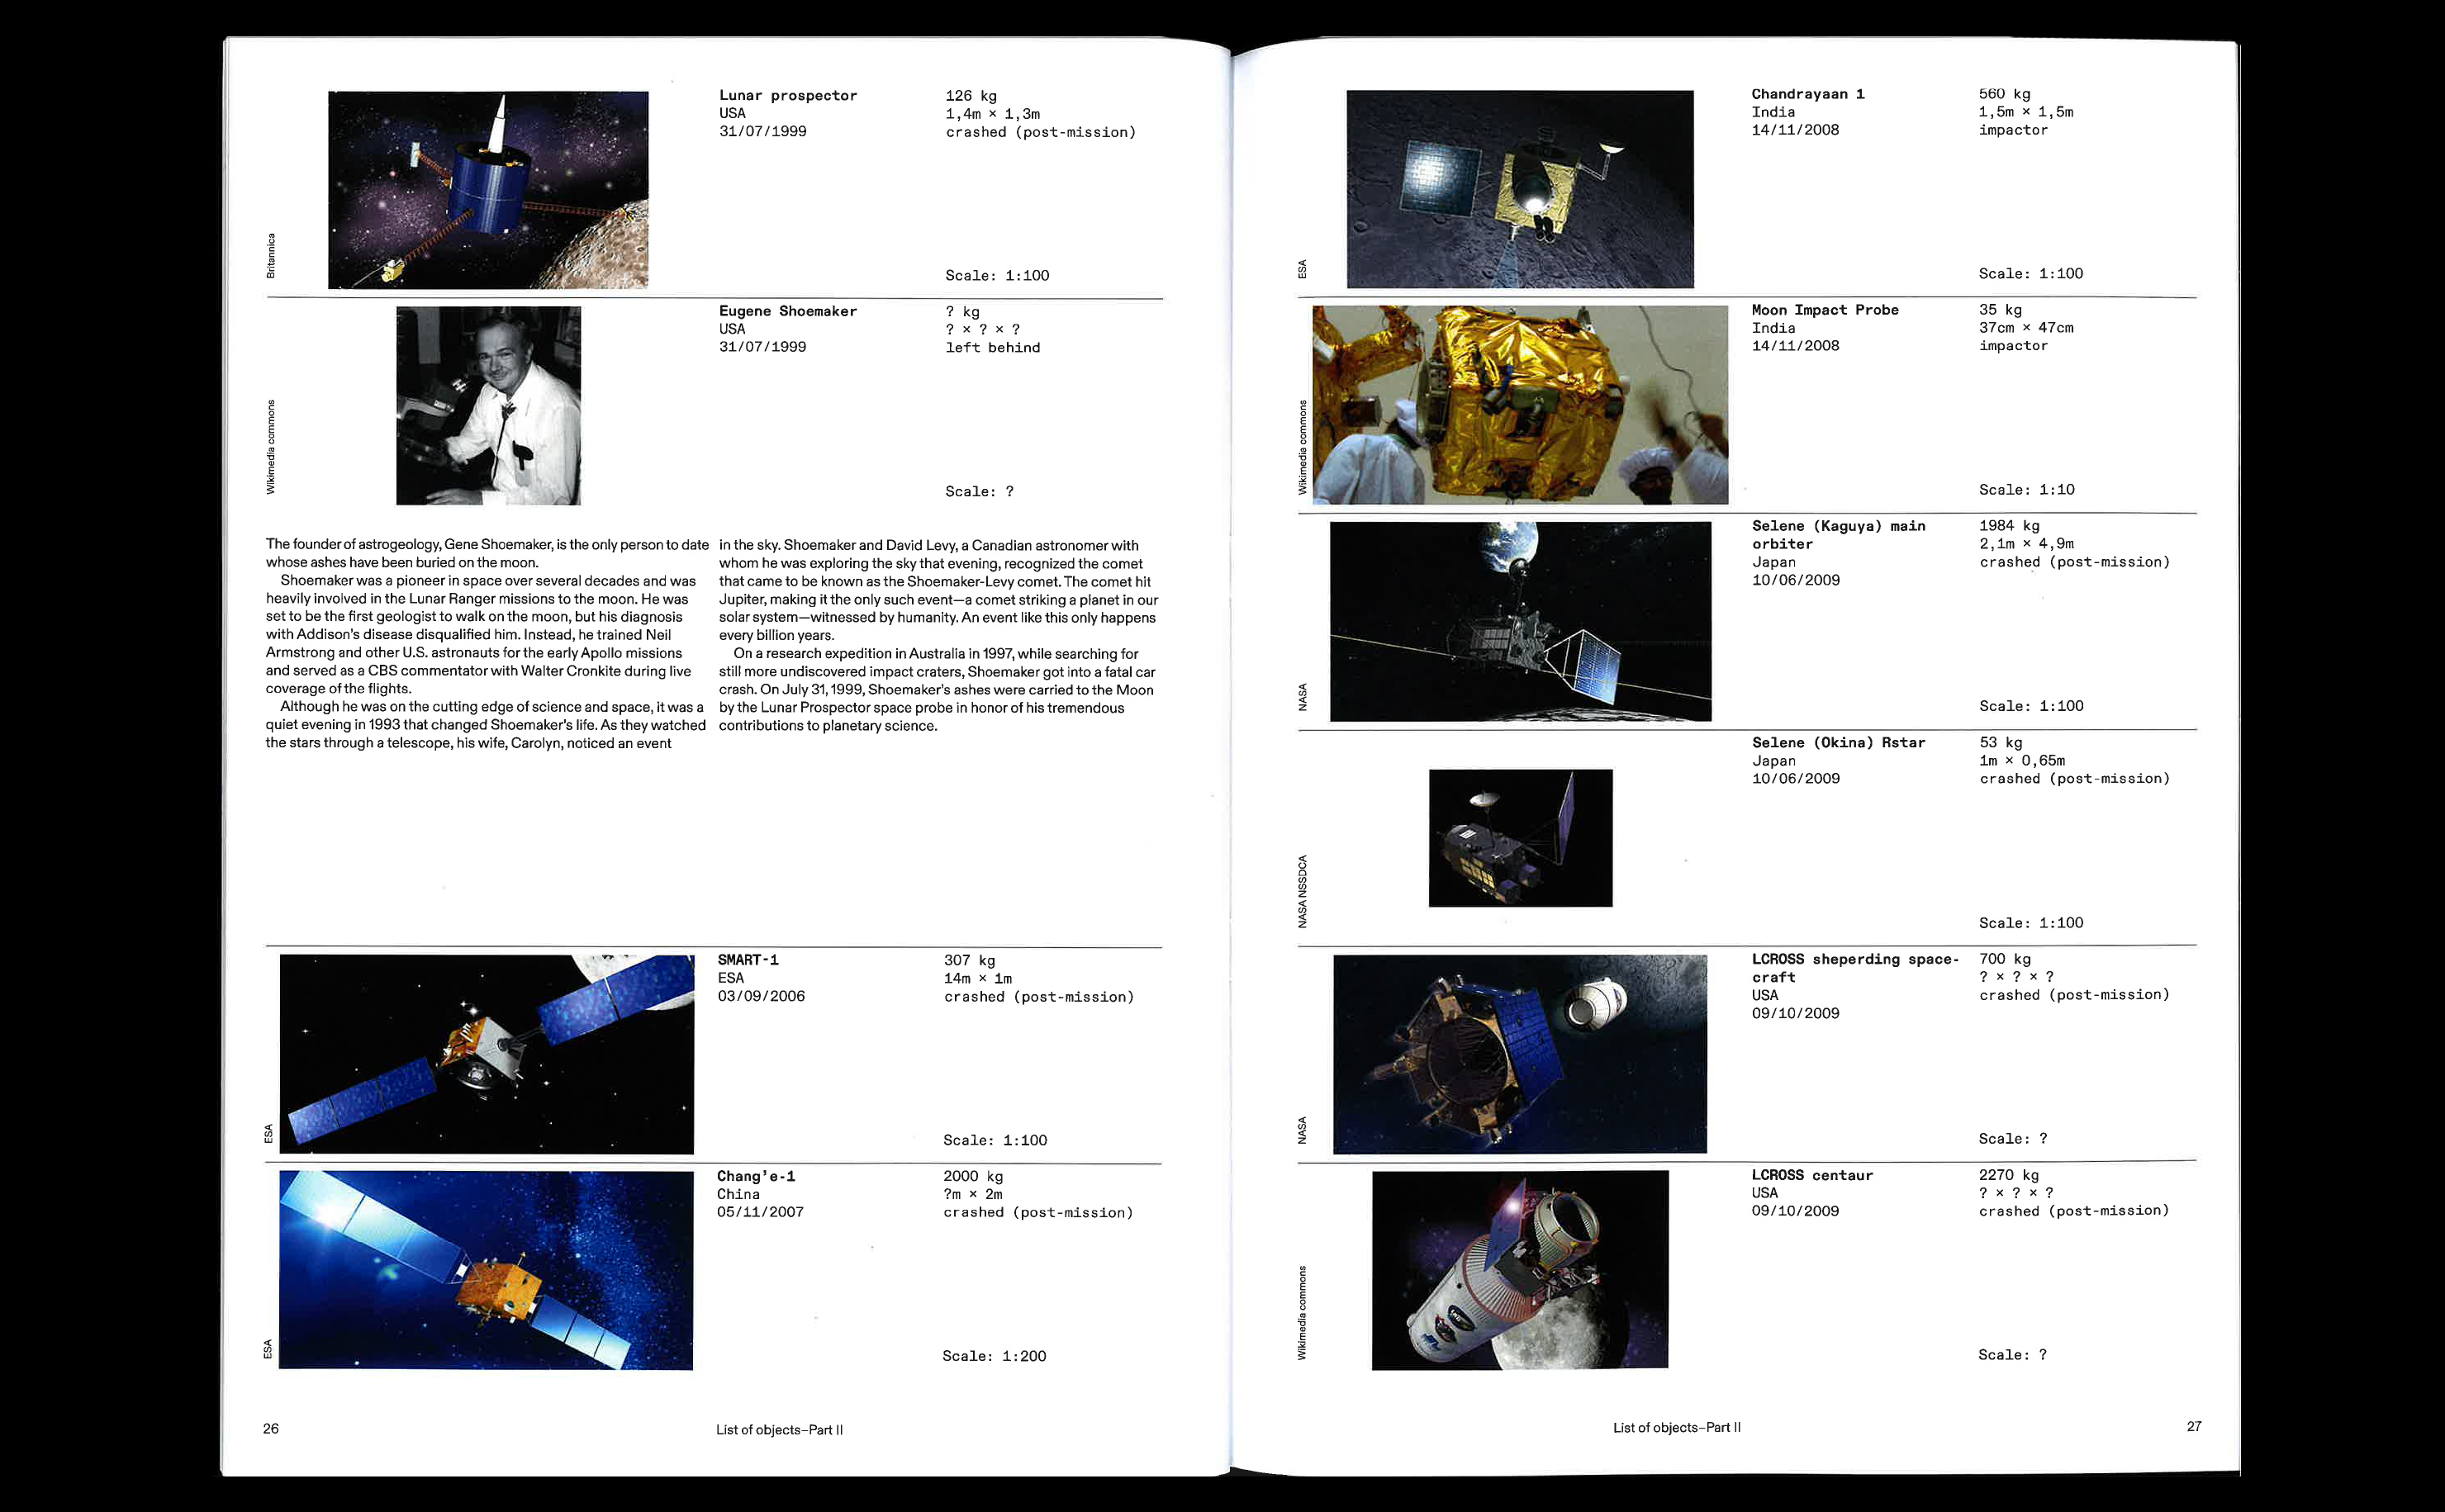 Lunar prospector
USA
31/07/1999
126 kg
1,4m × 1,3m
crashed (post-mission)
Scale: 1:100
Britannica
Eugene Shoemaker
USA
31/07/1999
? kg
? × ? × ?
left behind
Scale: ?
Wikimedia commons
The founder of astrogeology, Gene Shoemaker, is the only person to date
whose ashes have been buried on the moon.
Shoemaker was a pioneer in space over several decades and was
heavily involved in the Lunar Ranger missions to the moon. He was
set to be the first geologist to walk on the moon, but his diagnosis
with Addison's disease disqualified him. Instead, he trained Neil
Armstrong and other U.S. astronauts for the early Apollo missions
and served as a CBS commentator with Walter Cronkite during live
coverage of the flights.
Although he was on the cutting edge of science and space, it was a
quiet evening in 1993 that changed Shoemaker's life. As they watched
the stars through a telescope, his wife, Carolyn, noticed an event
in the sky. Shoemaker and David Levy, a Canadian astronomer with
whom he was exploring the sky that evening, recognized the comet
that came to be known as the Shoemaker-Levy comet. The comet hit
Jupiter, making it the only such event—a comet striking a planet in our
solar system—witnessed by humanity. An event like this only happens
every billion years.
On a research expedition in Australia in 1997, while searching for
still more undiscovered impact craters, Shoemaker got into a fatal car
crash. On July 31, 1999, Shoemaker's ashes were carried to the Moon
by the Lunar Prospector space probe in honor of his tremendous
contributions to planetary science.
SMART-1
ESA
03/09/2006
307 kg
14m × 1m
crashed (post-mission)
Scale: 1:100
ESA
Chang'e-1
China
05/11/2007
2000 kg
?m × 2m
crashed (post-mission)
Scale: 1:200
ESA
26
List of objects–Part II
Chandrayaan 1
India
14/11/2008
560 kg
1,5m × 1,5m
impactor
Scale: 1:100
ESA
Moon Impact Probe
India
14/11/2008
35 kg
37cm × 47cm
impactor
Scale: 1:10
Wikimedia commons
Selene (Kaguya) main
orbiter
Japan
10/06/2009
1984 kg
2,1m × 4,9m
crashed (post-mission)
Scale: 1:100
NASA
Selene (Okina) Rstar
Japan
10/06/2009
53 kg
1m × 0,65m
crashed (post-mission)
Scale: 1:100
NASA NSSDCA
LCROSS sheperding space-
craft
USA
09/10/2009
700 kg
? × ? × ?
crashed (post-mission)
Scale: ?
NASA
LCROSS centaur
USA
09/10/2009
2270 kg
? × ? × ?
crashed (post-mission)
Scale: ?
Wikimedia commons
List of objects–Part II
27